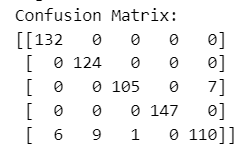 Confusion Matrix:
[[132   0   0   0   0]
 [  0 124   0   0   0]
 [  0   0 105   0   7]
 [  0   0   0 147   0]
 [  6   9   1   0 110]]